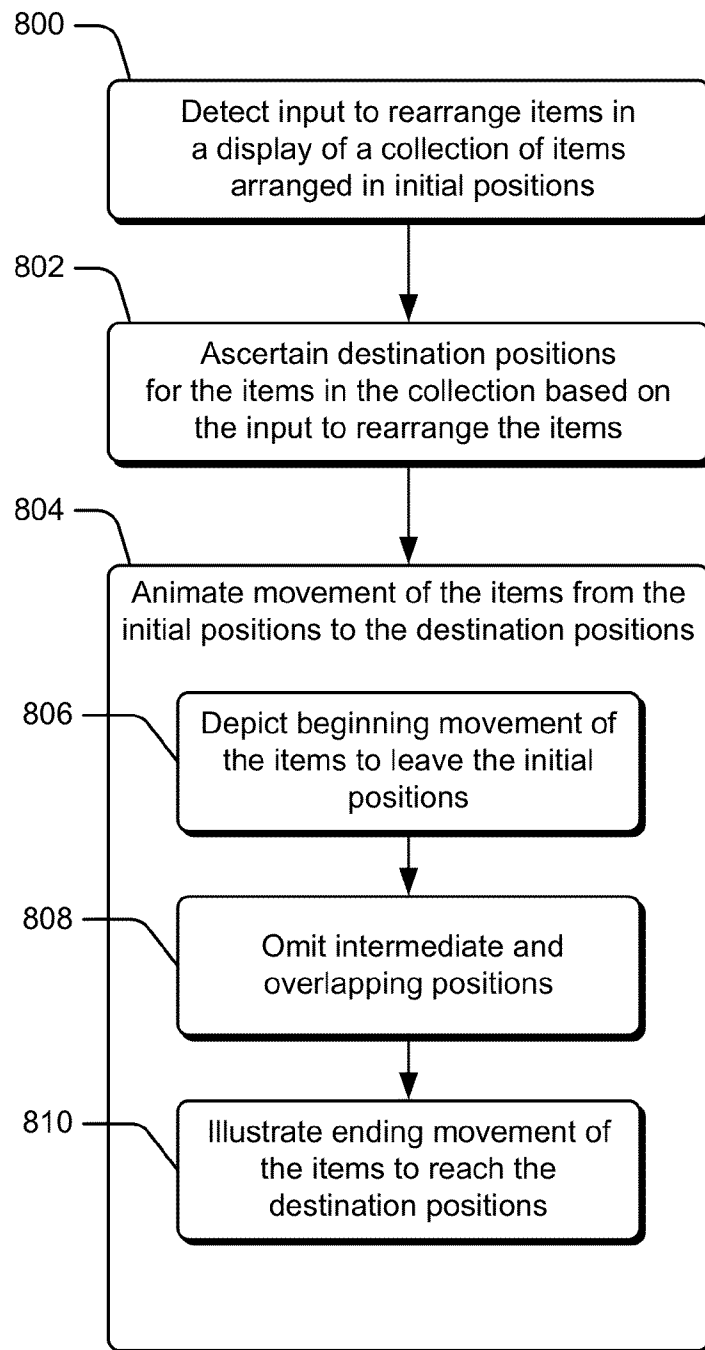 800
Detect input to rearrange items in
a display of a collection of items
arranged in initial positions
802
Ascertain destination positions
for the items in the collection based on
the input to rearrange the items
804
Animate movement of the items from the
initial positions to the destination positions
806
Depict beginning movement of
the items to leave the initial
positions
808
Omit intermediate and
overlapping positions
810
Illustrate ending movement of
the items to reach the
destination positions